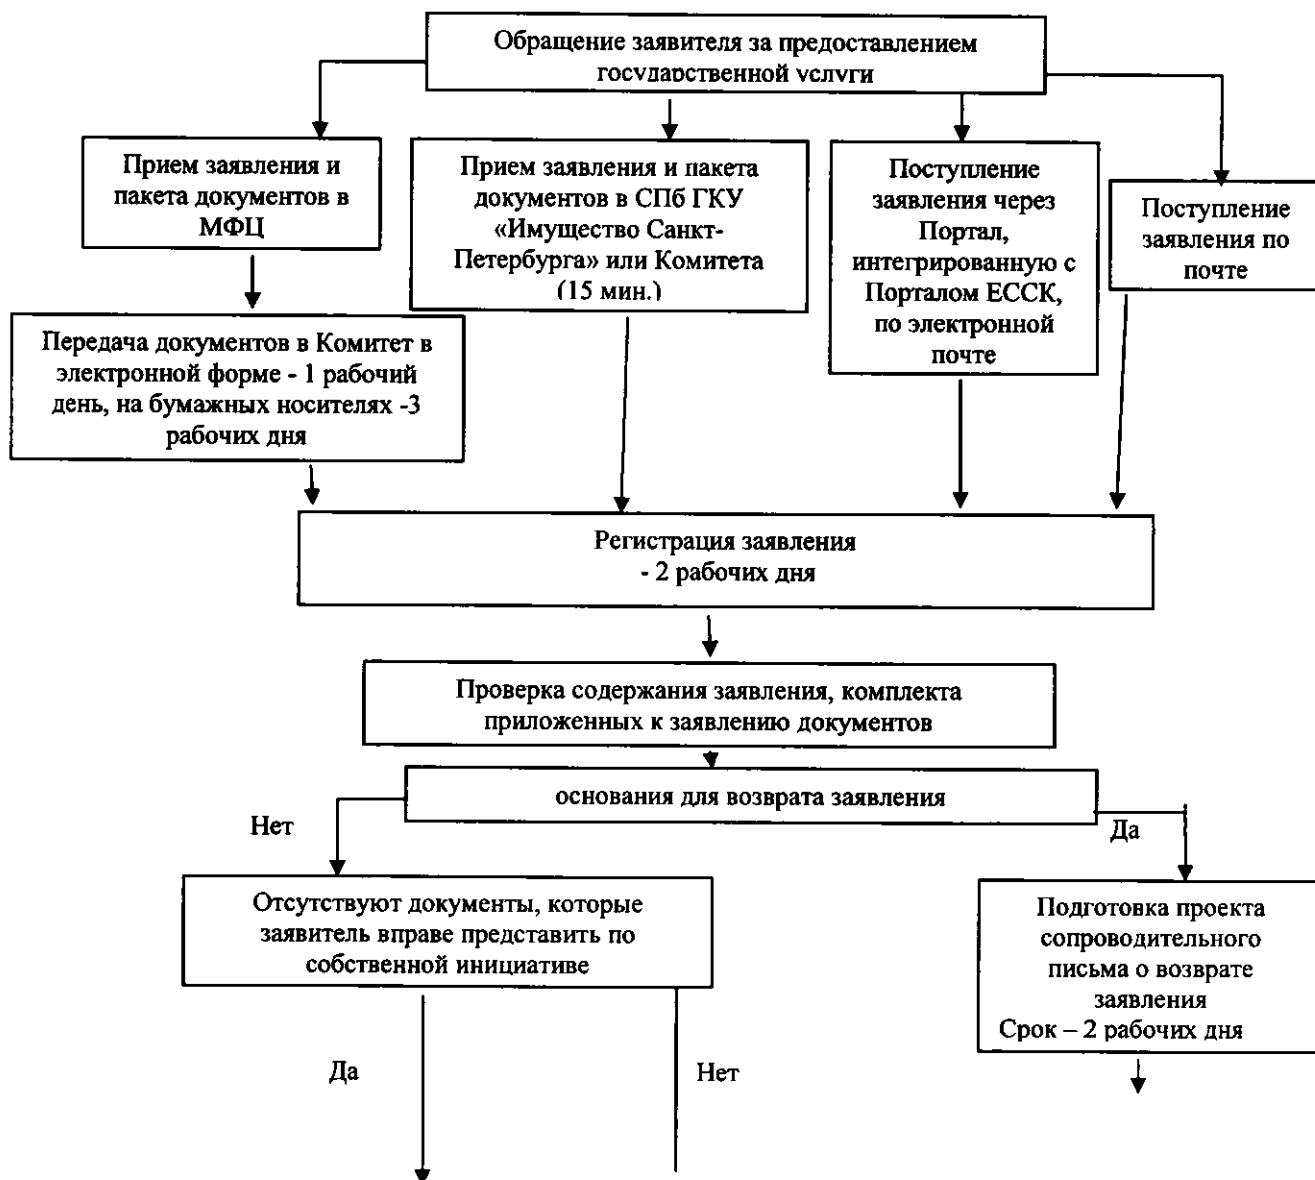 Обращение заявителя за предоставлением
государственной услуги
Прием заявления и
пакета документов в
МФЦ
Прием заявления и пакета
документов в СПб ГКУ
«Имущество Санкт-
Петербурга» или Комитета
(15 мин.)
Поступление
заявления через
Портал,
интегрированную с
Порталом ЕССК,
по электронной
почте
Поступление
заявления по
почте
Передача документов в Комитет в
электронной форме - 1 рабочий
день, на бумажных носителях -3
рабочих дня
Регистрация заявления
- 2 рабочих дня
Проверка содержания заявления, комплекта
приложенных к заявлению документов
основания для возврата заявления
Нет
Да
Отсутствуют документы, которые
заявитель вправе представить по
собственной инициативе
Подготовка проекта
сопроводительного
письма о возврате
заявления
Срок – 2 рабочих дня
Да
Нет